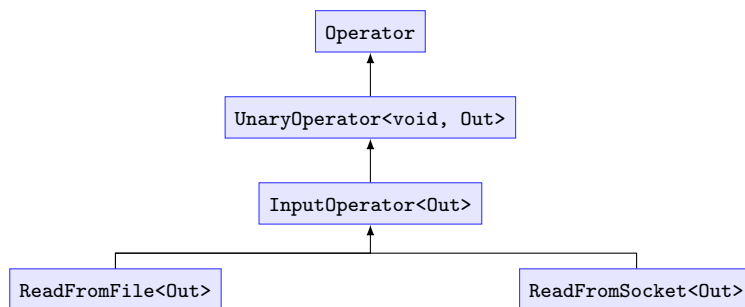 Operator
UnaryOperator<void, Out>
InputOperator<Out>
ReadFromFile<Out>
ReadFromSocket<Out>